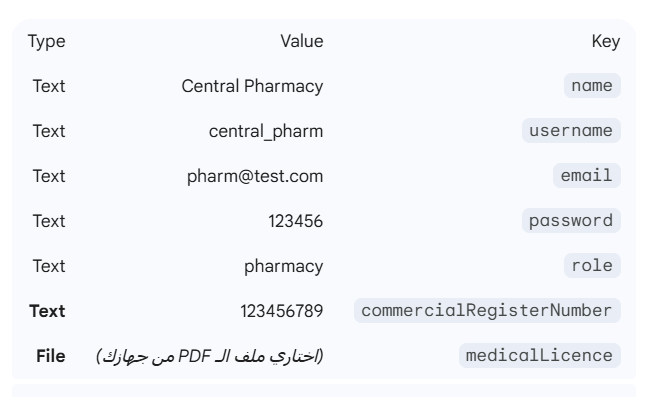 Key Value Type
name Central Pharmacy Text
username central_pharm Text
email pharm@test.com Text
password 123456 Text
role pharmacy Text
commercialRegisterNumber 123456789 Text
medicalLicence (اختاري ملف الـ PDF من جهازك) File